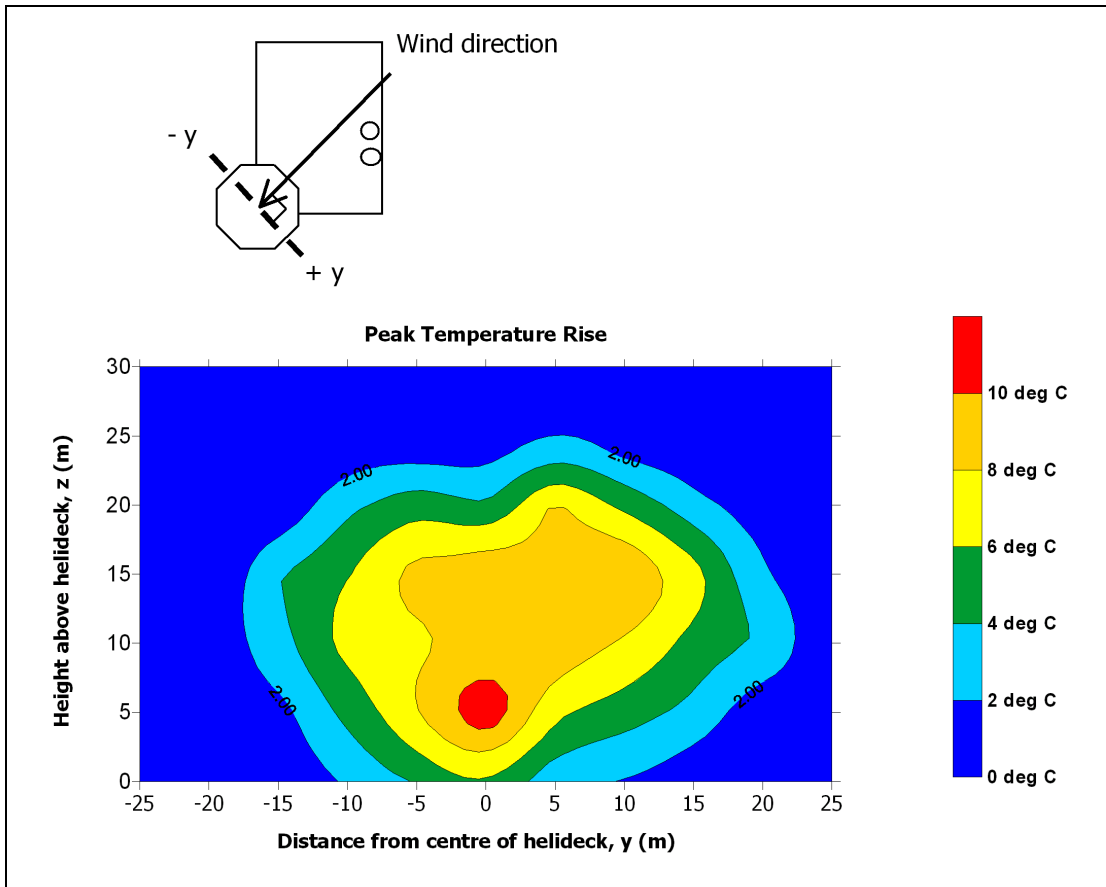 Wind direction
- y
+ y
Peak Temperature Rise
30
25
20
15
10
5
0
Height above helideck, z (m)
2.00
2.00
2.00
2.00
-25 -20 -15 -10 -5 0 5 10 15 20 25
Distance from centre of helideck, y (m)
10 deg C
8 deg C
6 deg C
4 deg C
2 deg C
0 deg C